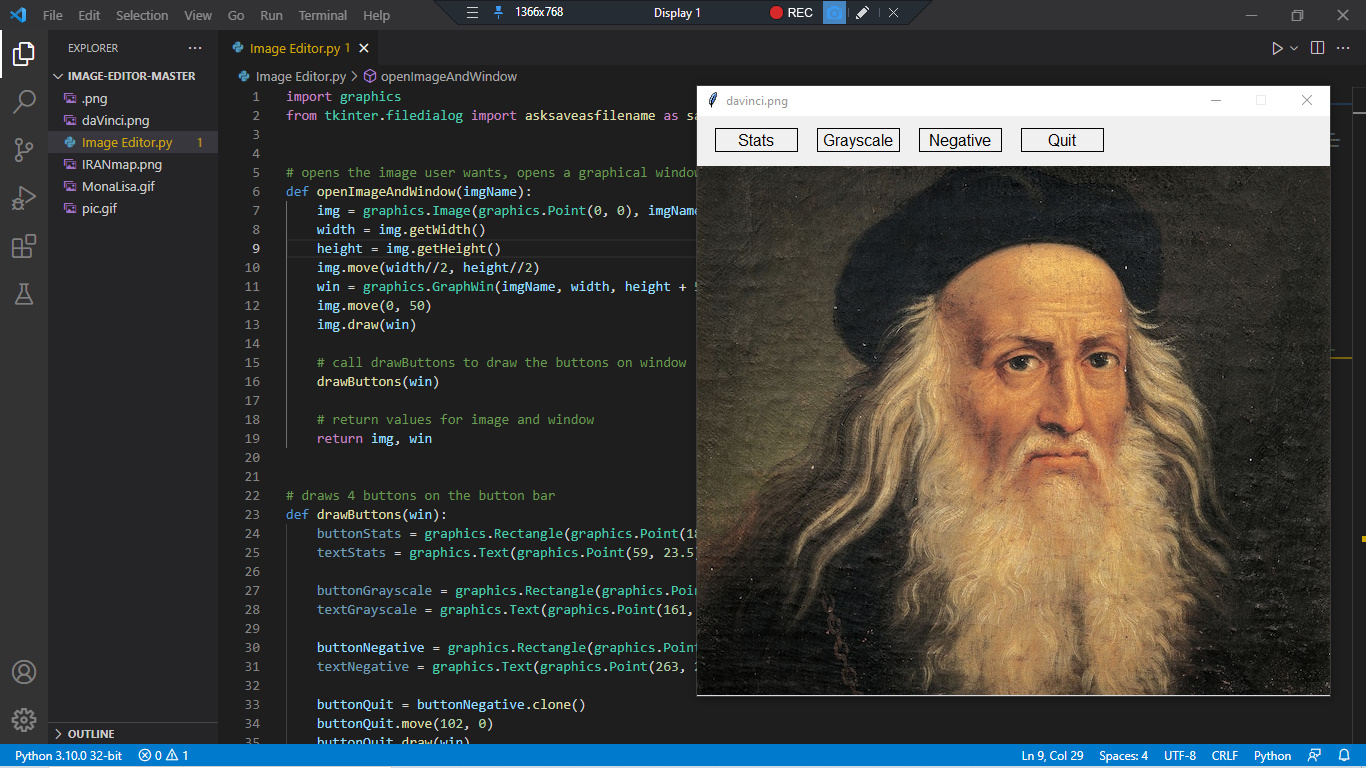 File Edit Selection View Go Run Terminal Help
1366x768 Display 1 REC
EXPLORER
IMAGE-EDITOR-MASTER
.png
daVinci.png
Image Editor.py 1
IRANmap.png
MonaLisa.gif
pic.gif
OUTLINE
Image Editor.py 1
Image Editor.py > openImageAndWindow
1 import graphics
2 from tkinter.filedialog import asksaveasfilename as sa
3
4
5 # opens the image user wants, opens a graphical window
6 def openImageAndWindow(imgName):
7 img = graphics.Image(graphics.Point(0, 0), imgName
8 width = img.getWidth()
9 height = img.getHeight()
10 img.move(width//2, height//2)
11 win = graphics.GraphWin(imgName, width, height + 5
12 img.move(0, 50)
13 img.draw(win)
14
15 # call drawButtons to draw the buttons on window
16 drawButtons(win)
17
18 # return values for image and window
19 return img, win
20
21
22 # draws 4 buttons on the button bar
23 def drawButtons(win):
24 buttonStats = graphics.Rectangle(graphics.Point(18
25 textStats = graphics.Text(graphics.Point(59, 23.5)
26
27 buttonGrayscale = graphics.Rectangle(graphics.Poin
28 textGrayscale = graphics.Text(graphics.Point(161,
29
30 buttonNegative = graphics.Rectangle(graphics.Point
31 textNegative = graphics.Text(graphics.Point(263, 2
32
33 buttonQuit = buttonNegative.clone()
34 buttonQuit.move(102, 0)
35 buttonQuit.draw(win)
davinci.png
Stats Grayscale Negative Quit
Python 3.10.0 32-bit 0 1 Ln 9, Col 29 Spaces: 4 UTF-8 CRLF Python